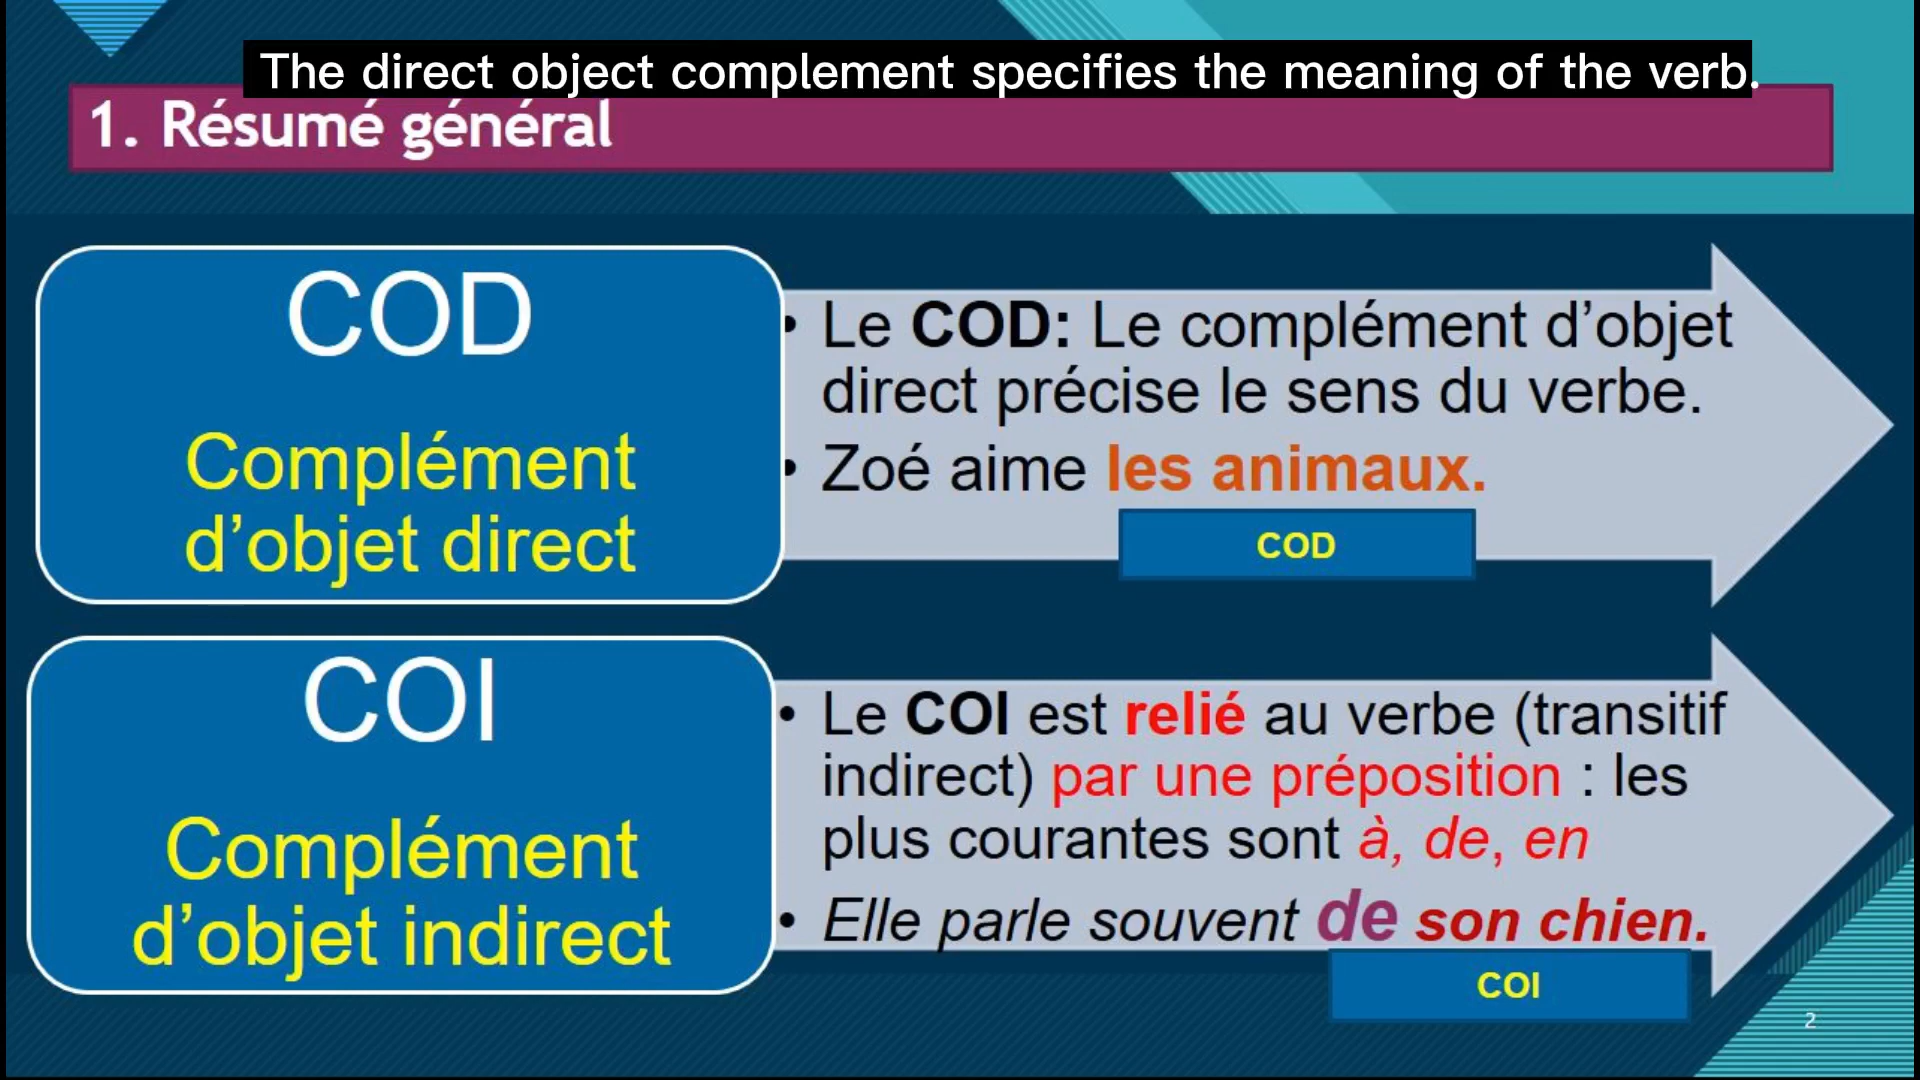 The direct object complement specifies the meaning of the verb.
1. Résumé général
COD
Complément
d’objet direct
• Le COD: Le complément d’objet
direct précise le sens du verbe.
• Zoé aime les animaux.
COD
COI
Complément
d’objet indirect
• Le COI est relié au verbe (transitif
indirect) par une préposition : les
plus courantes sont à, de, en
• Elle parle souvent de son chien.
COI
2